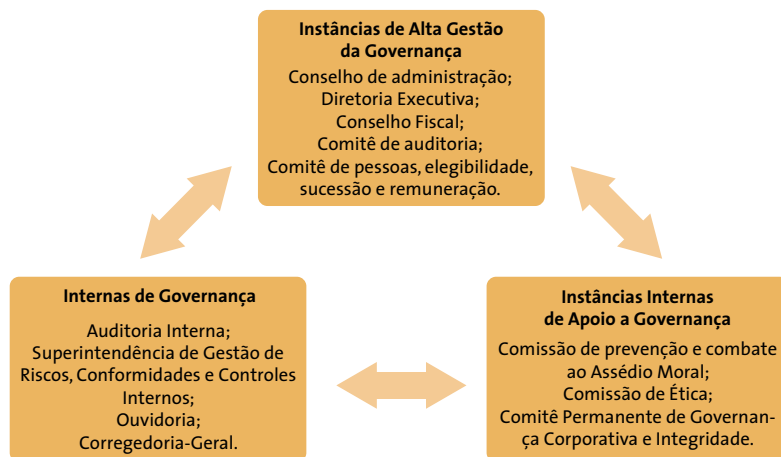 Instâncias de Alta Gestão
da Governança
Conselho de administração;
Diretoria Executiva;
Conselho Fiscal;
Comitê de auditoria;
Comitê de pessoas, elegibilidade,
sucessão e remuneração.
Internas de Governança
Auditoria Interna;
Superintendência de Gestão de
Riscos, Conformidades e Controles
Internos;
Ouvidoria;
Corregedoria-Geral.
Instâncias Internas
de Apoio a Governança
Comissão de prevenção e combate
ao Assédio Moral;
Comissão de Ética;
Comitê Permanente de Governan-
ça Corporativa e Integridade.